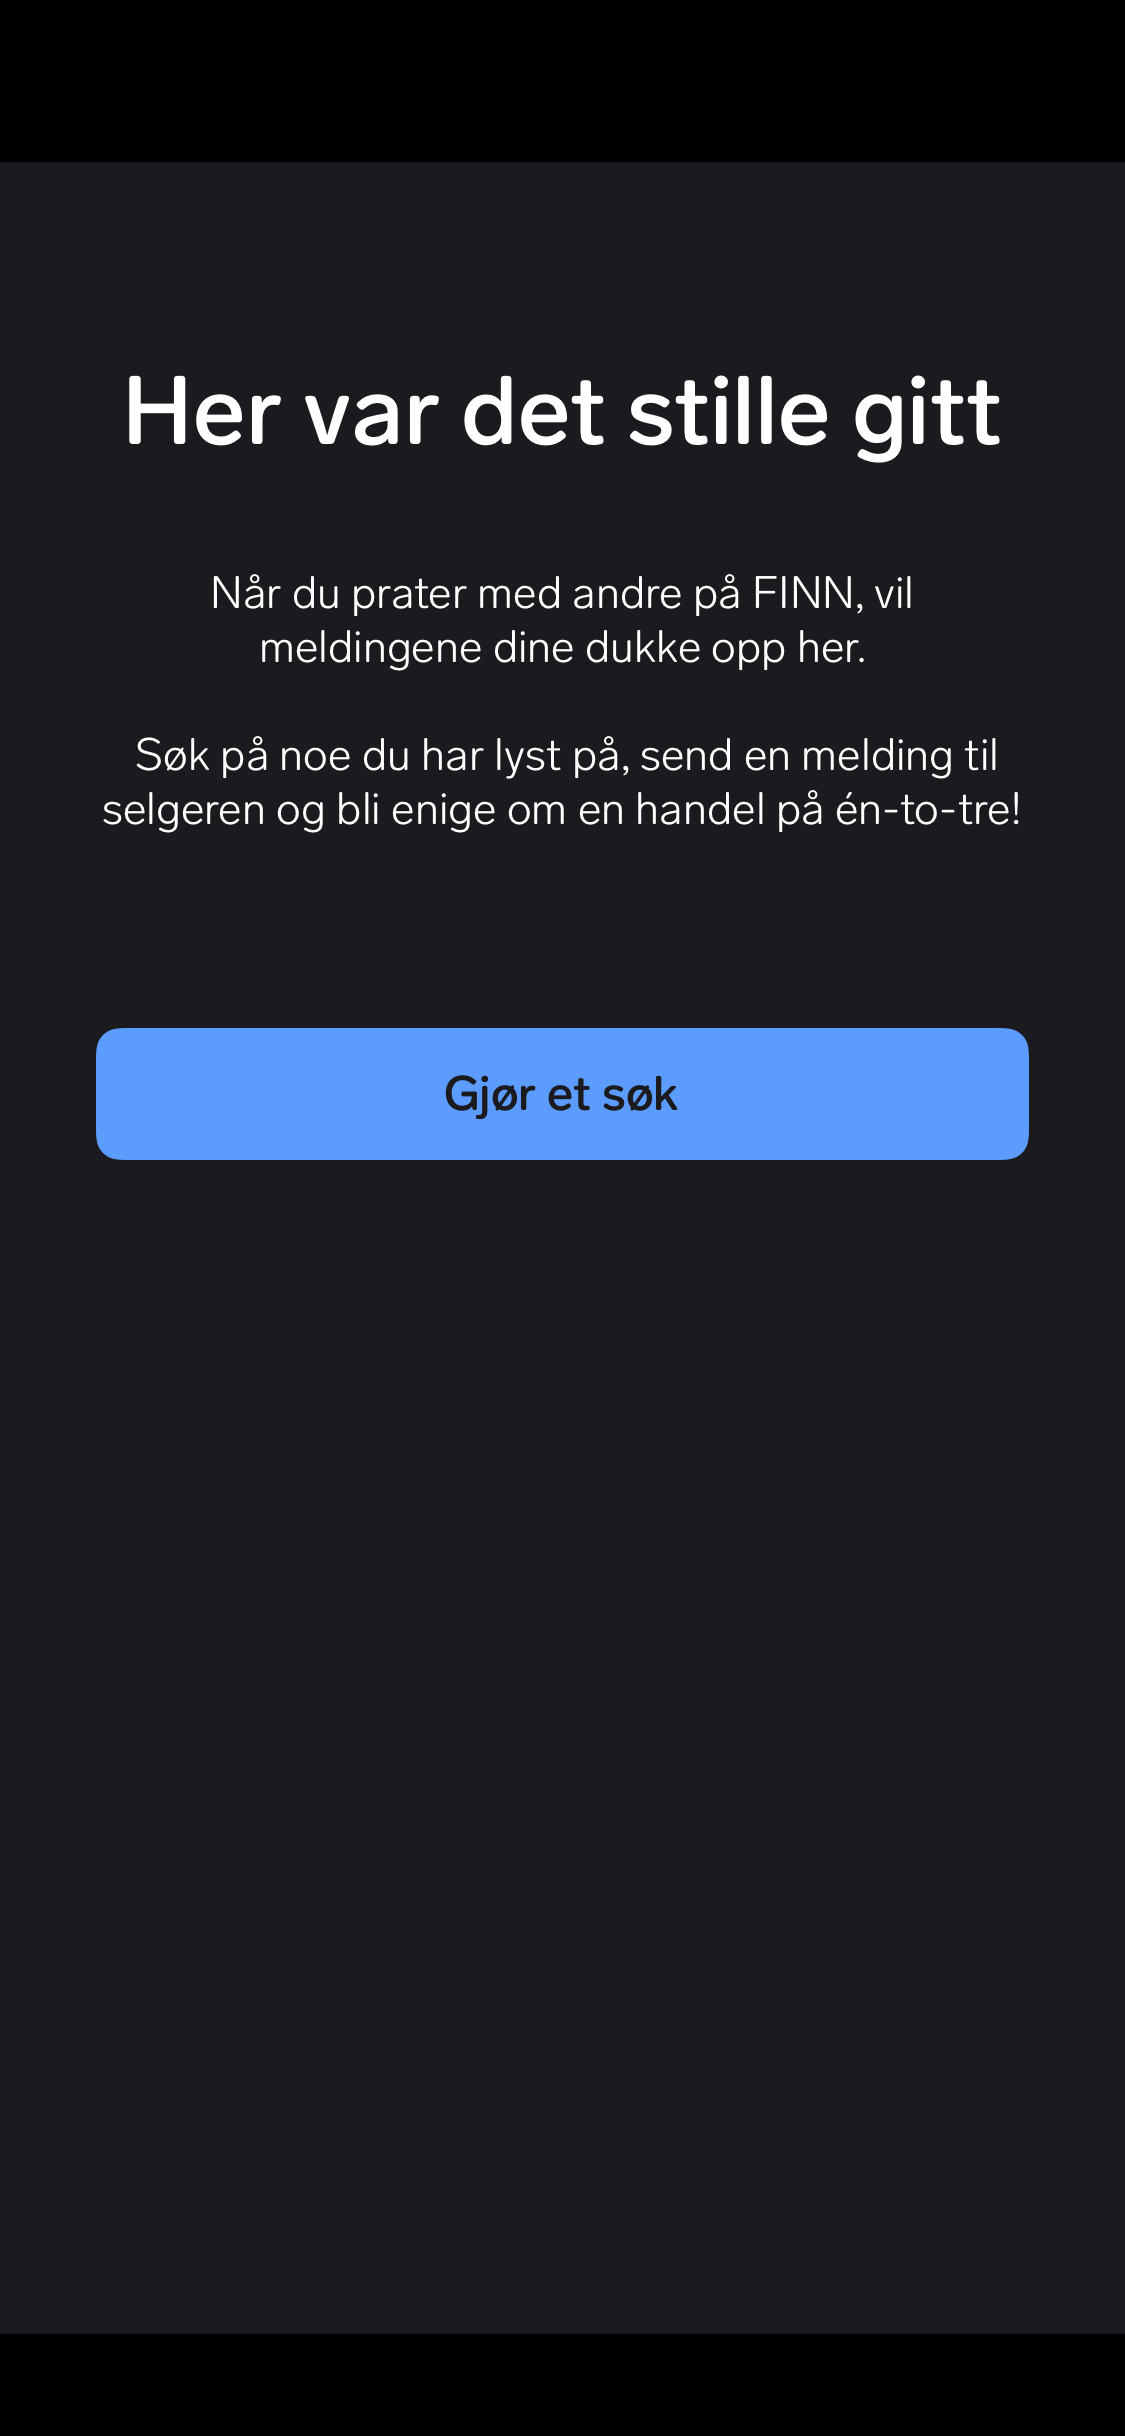 Her var det stille gitt
Når du prater med andre på FINN, vil
meldingene dine dukke opp her.
Søk på noe du har lyst på, send en melding til
selgeren og bli enige om en handel på én-to-tre!
Gjør et søk